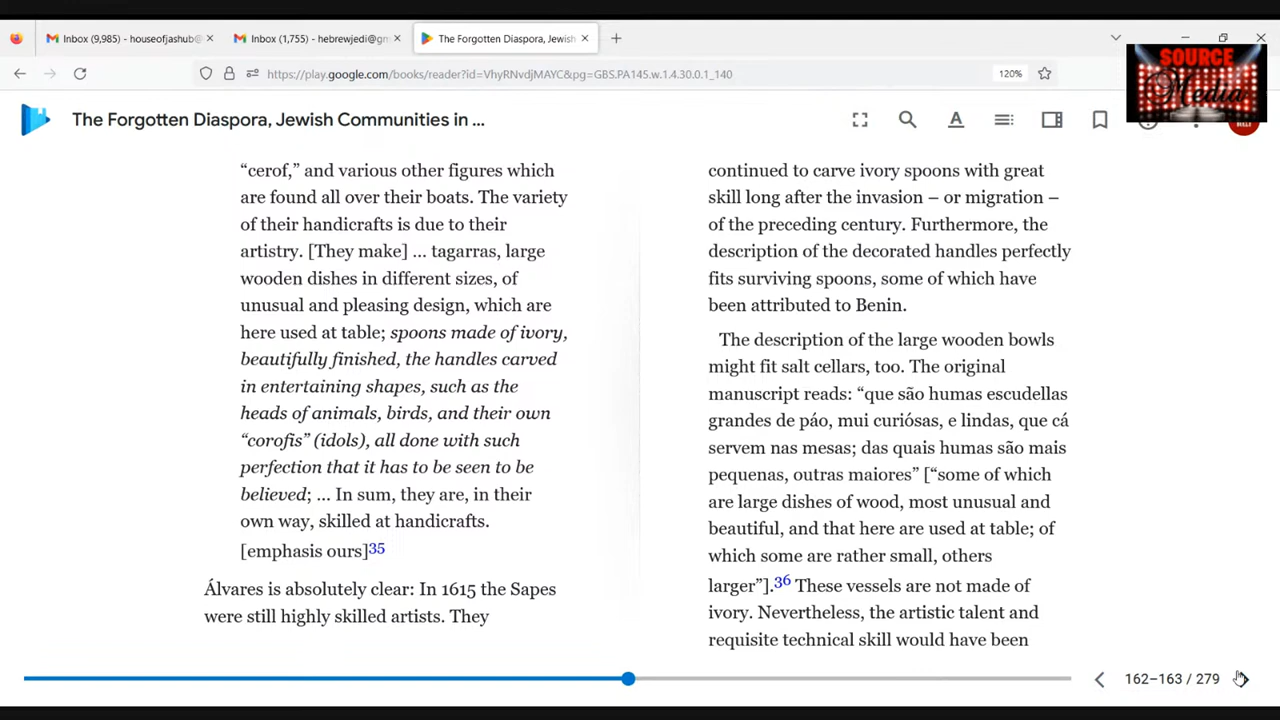 Inbox (9,985) - houseofjashub@
Inbox (1,755) - hebrewjedi@gm
The Forgotten Diaspora, Jewish
https://play.google.com/books/reader?id=VhyRNvdjMAYC&pg=GBS.PA145.w.1.4.30.0.1_140
120%
SOURCE
Media
The Forgotten Diaspora, Jewish Communities in ...
“cerof,” and various other figures which
are found all over their boats. The variety
of their handicrafts is due to their
artistry. [They make] ... tagarras, large
wooden dishes in different sizes, of
unusual and pleasing design, which are
here used at table; spoons made of ivory,
beautifully finished, the handles carved
in entertaining shapes, such as the
heads of animals, birds, and their own
“corofis” (idols), all done with such
perfection that it has to be seen to be
believed; ... In sum, they are, in their
own way, skilled at handicrafts.
[emphasis ours]35
Álvares is absolutely clear: In 1615 the Sapes
were still highly skilled artists. They
continued to carve ivory spoons with great
skill long after the invasion – or migration –
of the preceding century. Furthermore, the
description of the decorated handles perfectly
fits surviving spoons, some of which have
been attributed to Benin.
The description of the large wooden bowls
might fit salt cellars, too. The original
manuscript reads: “que são humas escudellas
grandes de páo, mui curiósas, e lindas, que cá
servem nas mesas; das quais humas são mais
pequenas, outras maiores” [“some of which
are large dishes of wood, most unusual and
beautiful, and that here are used at table; of
which some are rather small, others
larger”].36 These vessels are not made of
ivory. Nevertheless, the artistic talent and
requisite technical skill would have been
162–163 / 279